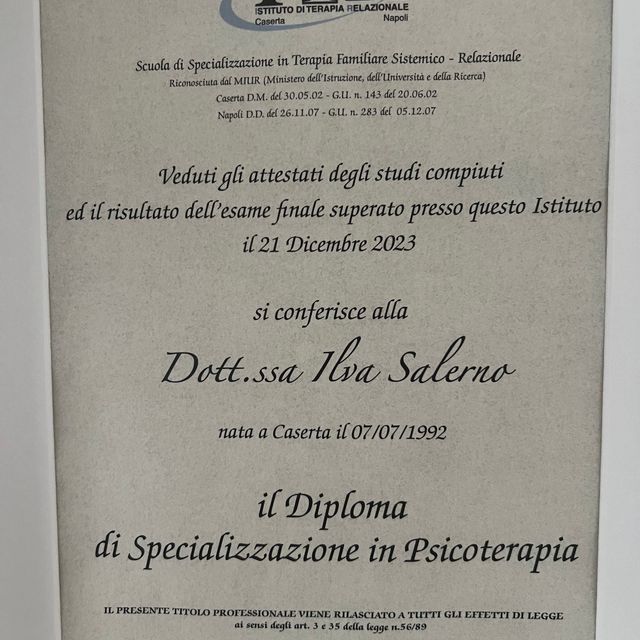 ISTITUTO DI TERAPIA RELAZIONALE
Caserta Napoli
Scuola di Specializzazione in Terapia Familiare Sistemico - Relazionale
Riconosciuta dal MIUR (Ministero dell'Istruzione, dell'Università e della Ricerca)
Caserta D.M. del 30.05.02 - G.U. n. 143 del 20.06.02
Napoli D.D. del 26.11.07 - G.U. n. 283 del 05.12.07
Veduti gli attestati degli studi compiuti
ed il risultato dell'esame finale superato presso questo Istituto
il 21 Dicembre 2023
si conferisce alla
Dott.ssa Ilva Salerno
nata a Caserta il 07/07/1992
il Diploma
di Specializzazione in Psicoterapia
IL PRESENTE TITOLO PROFESSIONALE VIENE RILASCIATO A TUTTI GLI EFFETTI DI LEGGE
ai sensi degli art. 3 e 35 della legge n.56/89